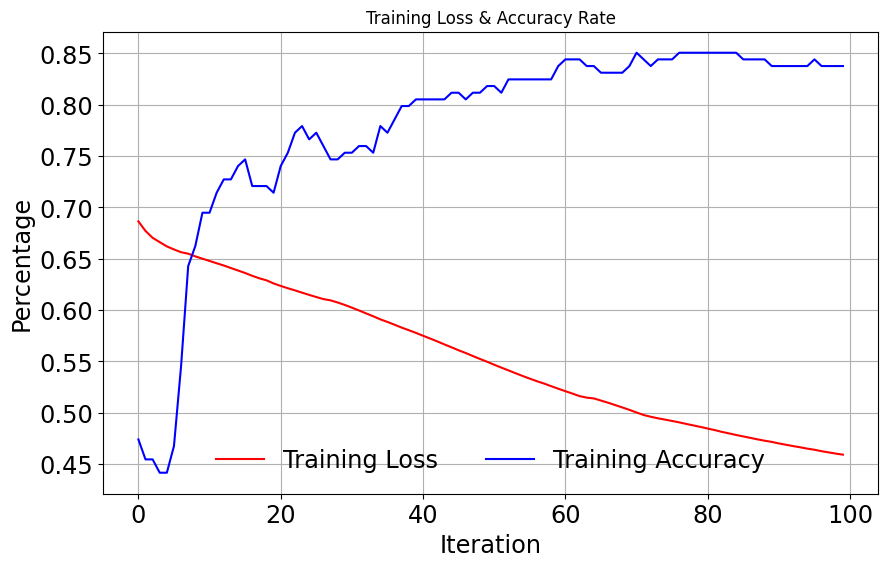 Training Loss & Accuracy Rate
0.85
0.80
0.75
0.70
0.65
0.60
0.55
0.50
0.45
Percentage
Training Loss Training Accuracy
0 20 40 60 80 100
Iteration